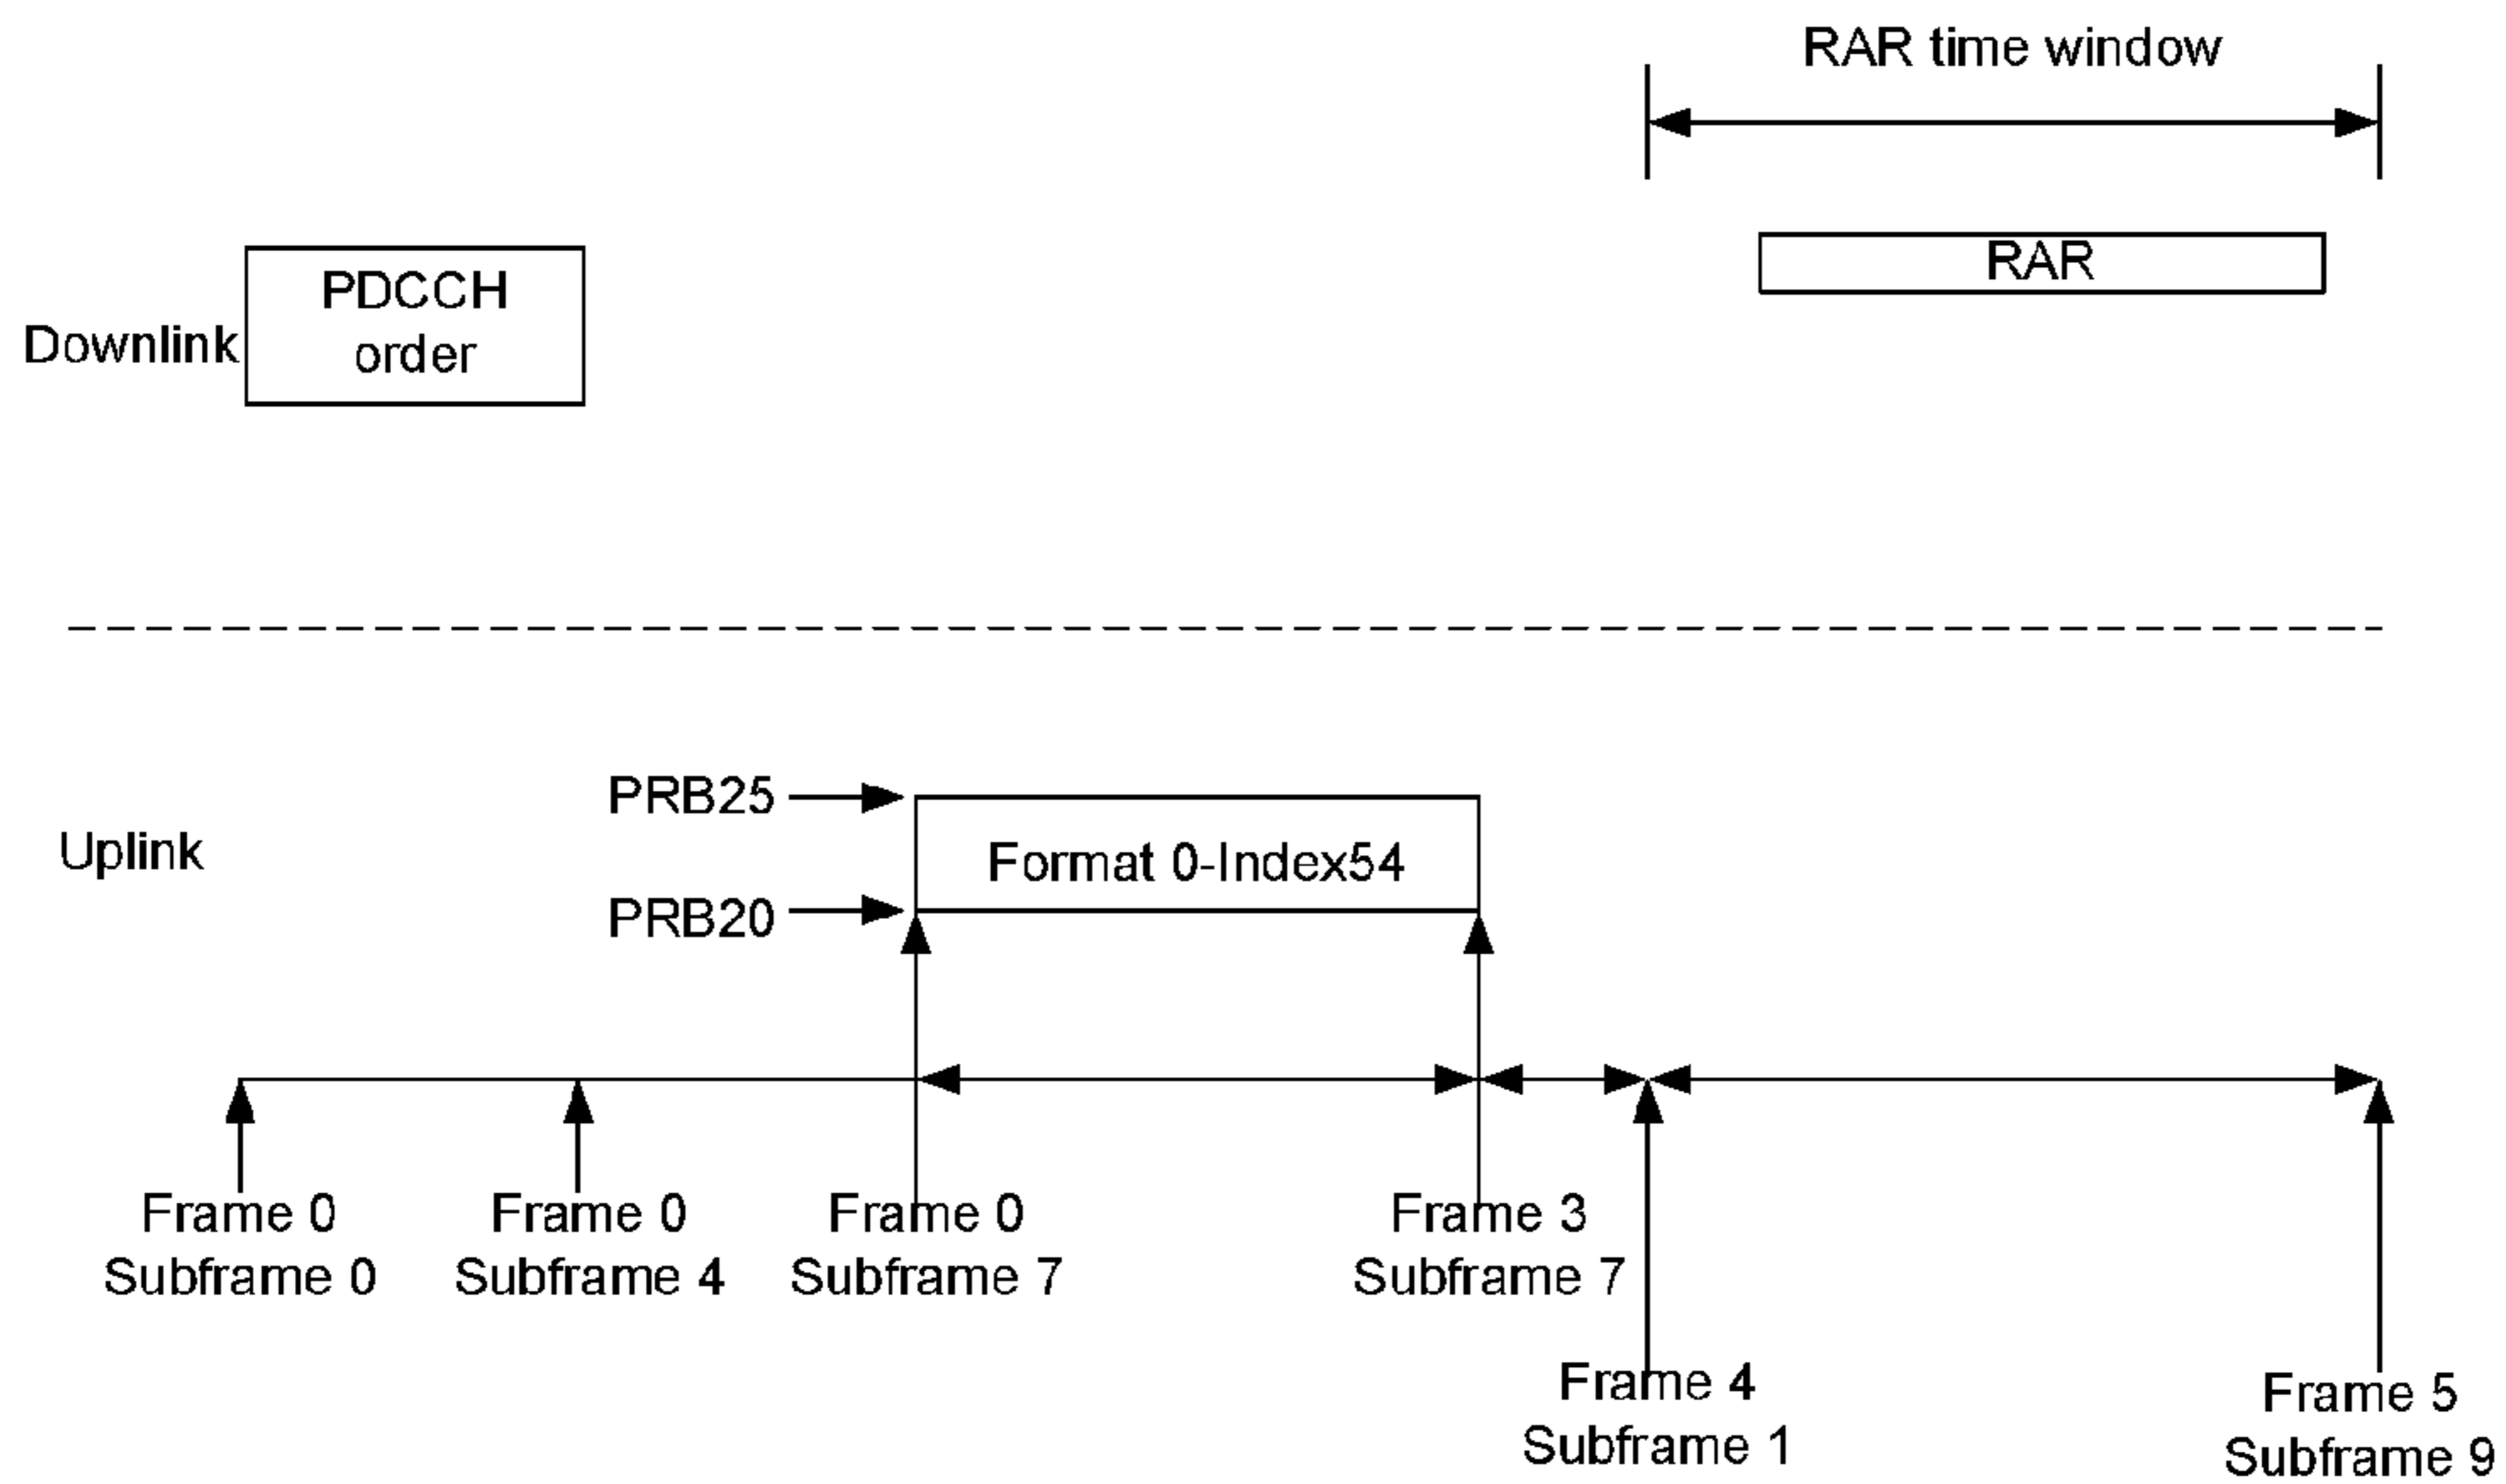 RAR time window
PDCCH
order
RAR
Downlink
PRB25
Format 0-Index54
Uplink
PRB20
Frame 0
Subframe 0
Frame 0
Subframe 4
Frame 0
Subframe 7
Frame 3
Subframe 7
Frame 4
Subframe 1
Frame 5
Subframe 9